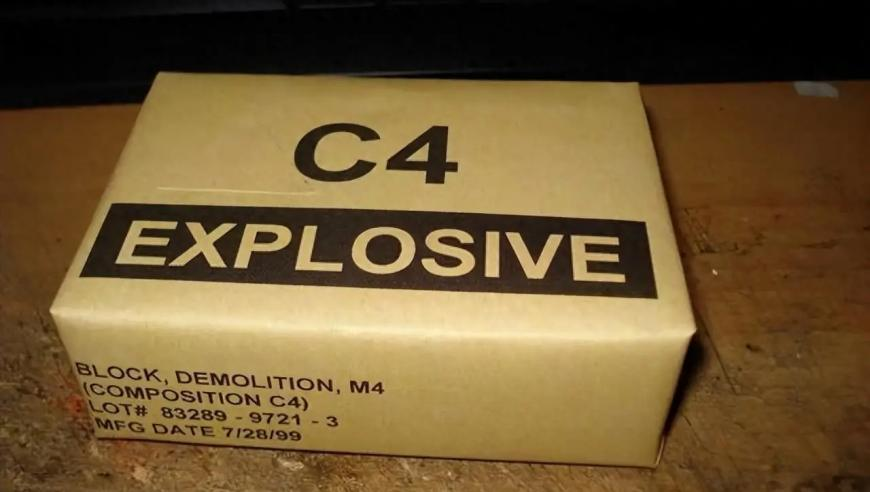 C4
EXPLOSIVE
BLOCK, DEMOLITION, M4
(COMPOSITION C4)
LOT# 83289 - 9721 - 3
MFG DATE 7/28/99